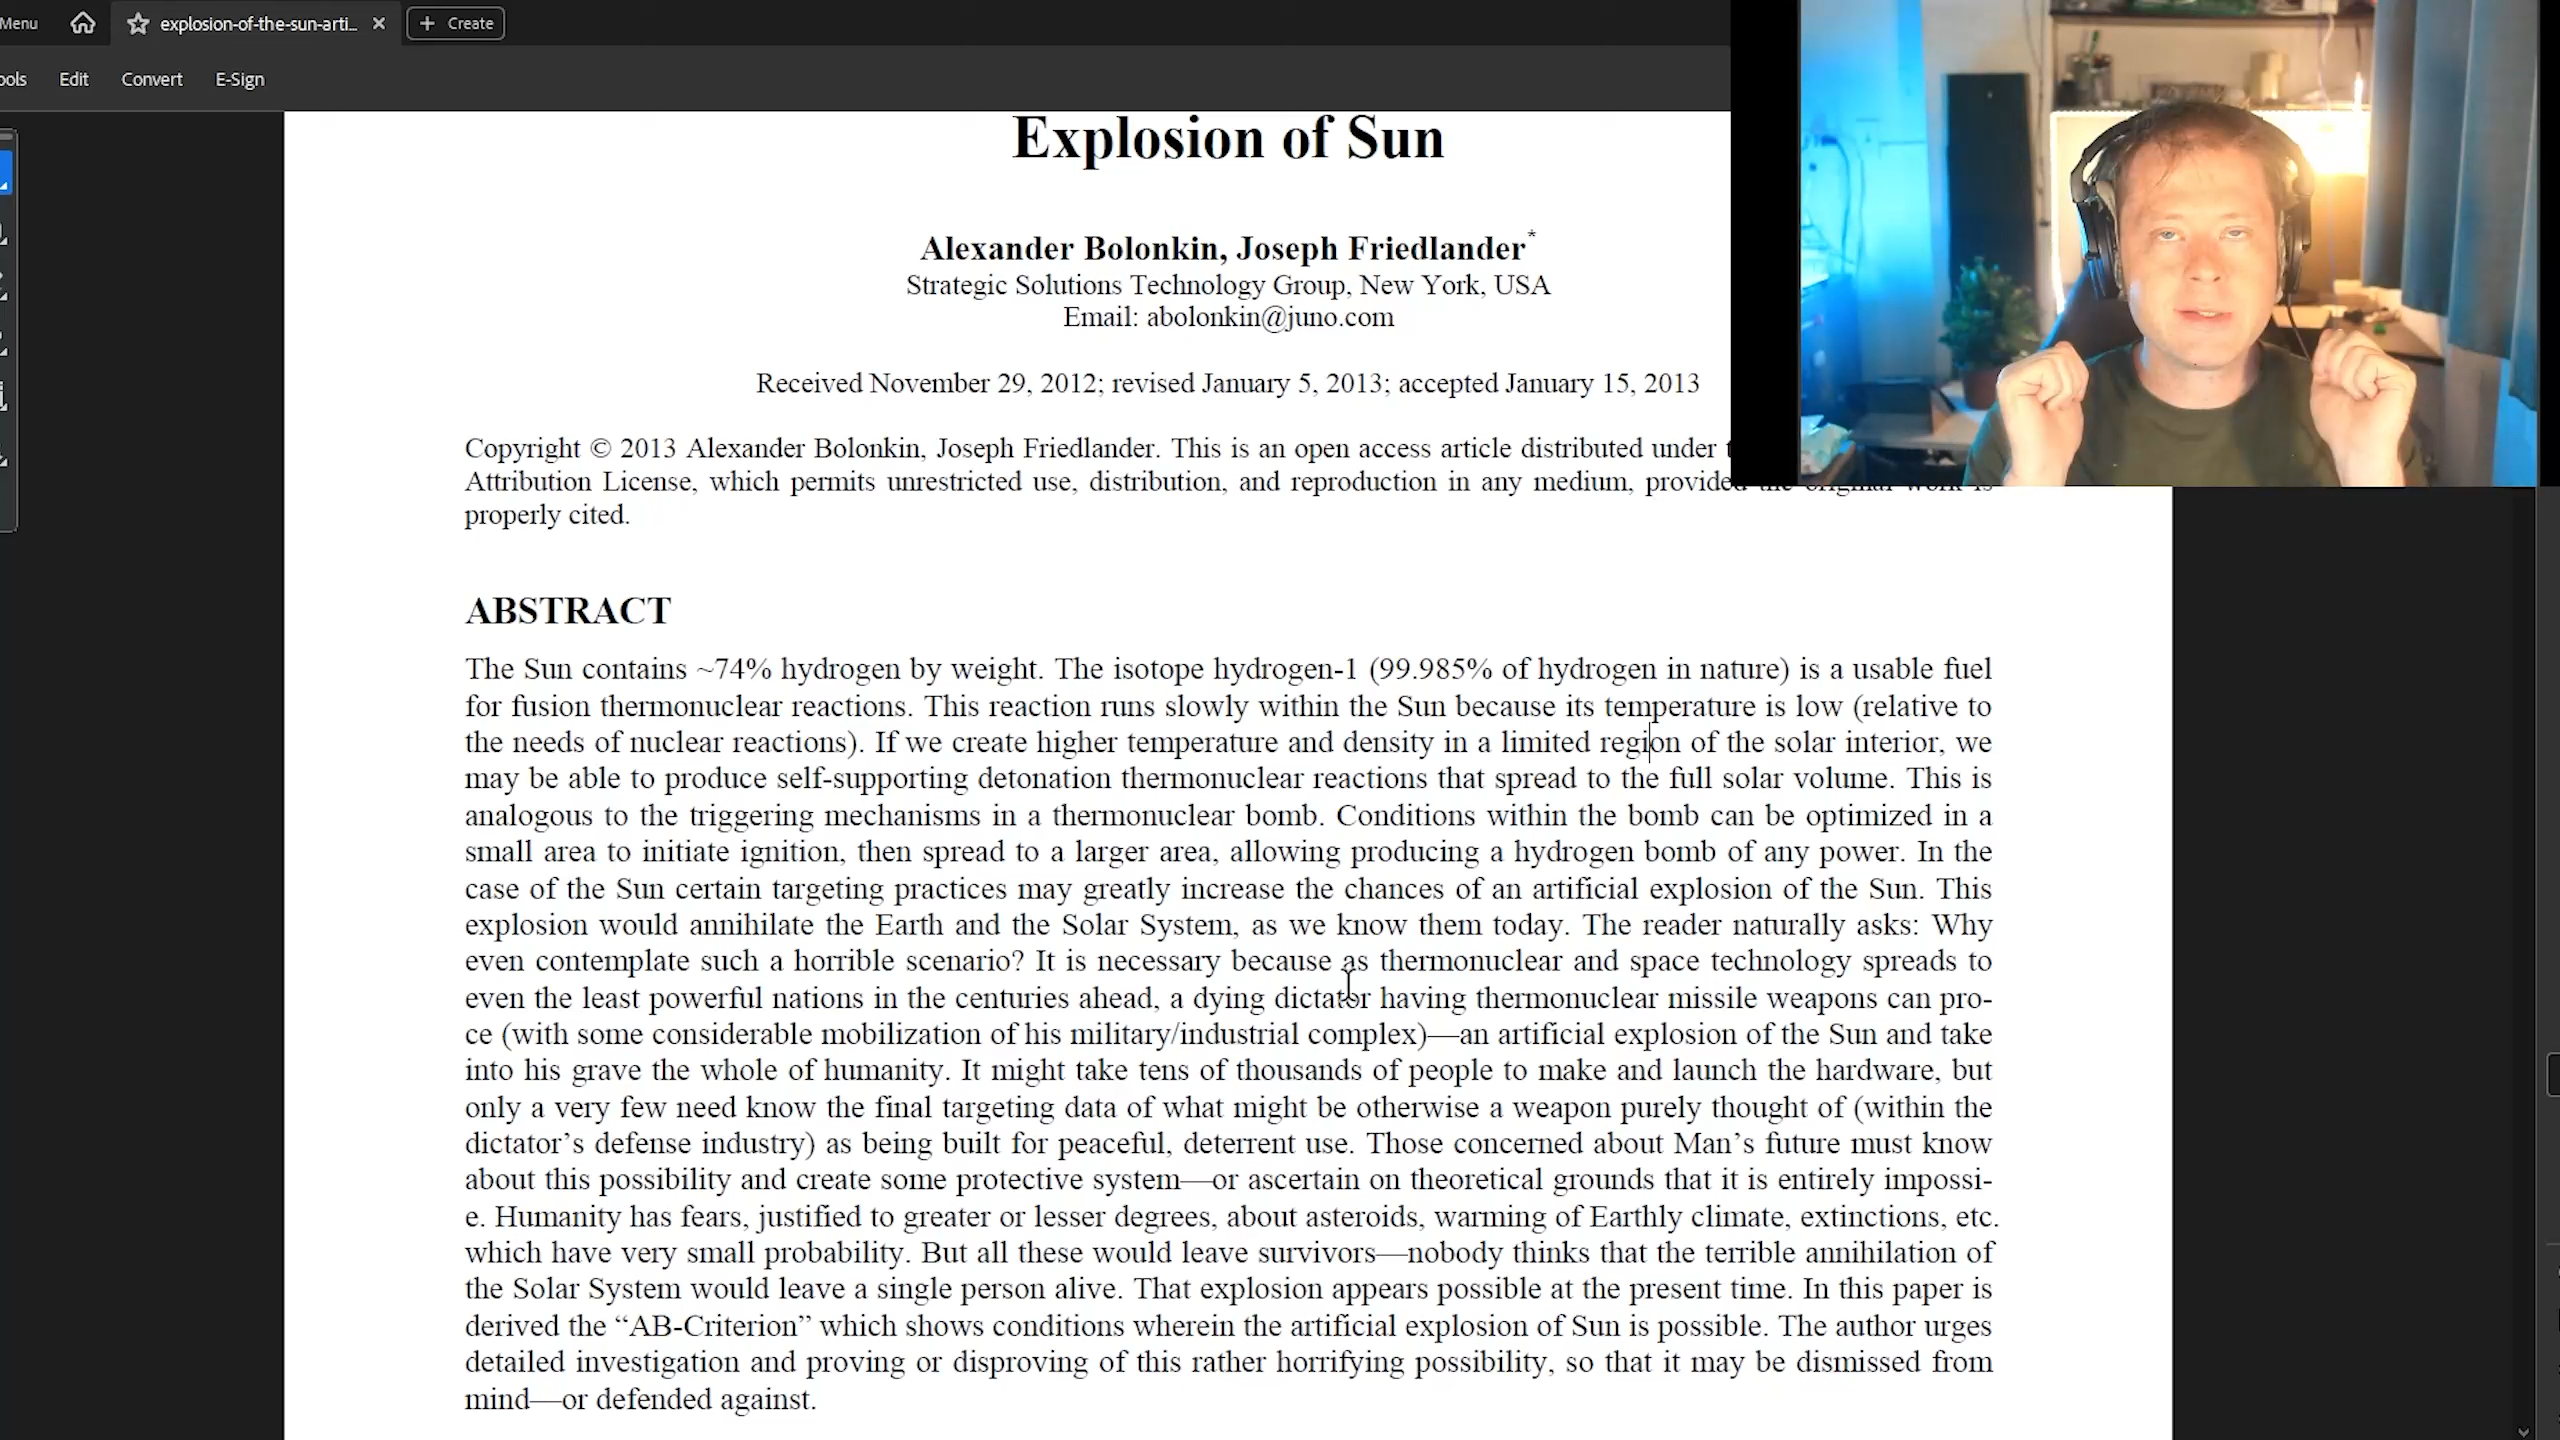 Menu
explosion-of-the-sun-arti...
Create
Edit
Convert
E-Sign
Explosion of Sun
Alexander Bolonkin, Joseph Friedlander*
Strategic Solutions Technology Group, New York, USA
Email: abolonkin@juno.com
Received November 29, 2012; revised January 5, 2013; accepted January 15, 2013
Copyright © 2013 Alexander Bolonkin, Joseph Friedlander. This is an open access article distributed under
Attribution License, which permits unrestricted use, distribution, and reproduction in any medium, provided the original work is
properly cited.
ABSTRACT
The Sun contains ~74% hydrogen by weight. The isotope hydrogen-1 (99.985% of hydrogen in nature) is a usable fuel
for fusion thermonuclear reactions. This reaction runs slowly within the Sun because its temperature is low (relative to
the needs of nuclear reactions). If we create higher temperature and density in a limited region of the solar interior, we
may be able to produce self-supporting detonation thermonuclear reactions that spread to the full solar volume. This is
analogous to the triggering mechanisms in a thermonuclear bomb. Conditions within the bomb can be optimized in a
small area to initiate ignition, then spread to a larger area, allowing producing a hydrogen bomb of any power. In the
case of the Sun certain targeting practices may greatly increase the chances of an artificial explosion of the Sun. This
explosion would annihilate the Earth and the Solar System, as we know them today. The reader naturally asks: Why
even contemplate such a horrible scenario? It is necessary because as thermonuclear and space technology spreads to
even the least powerful nations in the centuries ahead, a dying dictator having thermonuclear missile weapons can pro-
ce (with some considerable mobilization of his military/industrial complex)—an artificial explosion of the Sun and take
into his grave the whole of humanity. It might take tens of thousands of people to make and launch the hardware, but
only a very few need know the final targeting data of what might be otherwise a weapon purely thought of (within the
dictator’s defense industry) as being built for peaceful, deterrent use. Those concerned about Man’s future must know
about this possibility and create some protective system—or ascertain on theoretical grounds that it is entirely impossi-
e. Humanity has fears, justified to greater or lesser degrees, about asteroids, warming of Earthly climate, extinctions, etc.
which have very small probability. But all these would leave survivors—nobody thinks that the terrible annihilation of
the Solar System would leave a single person alive. That explosion appears possible at the present time. In this paper is
derived the “AB-Criterion” which shows conditions wherein the artificial explosion of Sun is possible. The author urges
detailed investigation and proving or disproving of this rather horrifying possibility, so that it may be dismissed from
mind—or defended against.